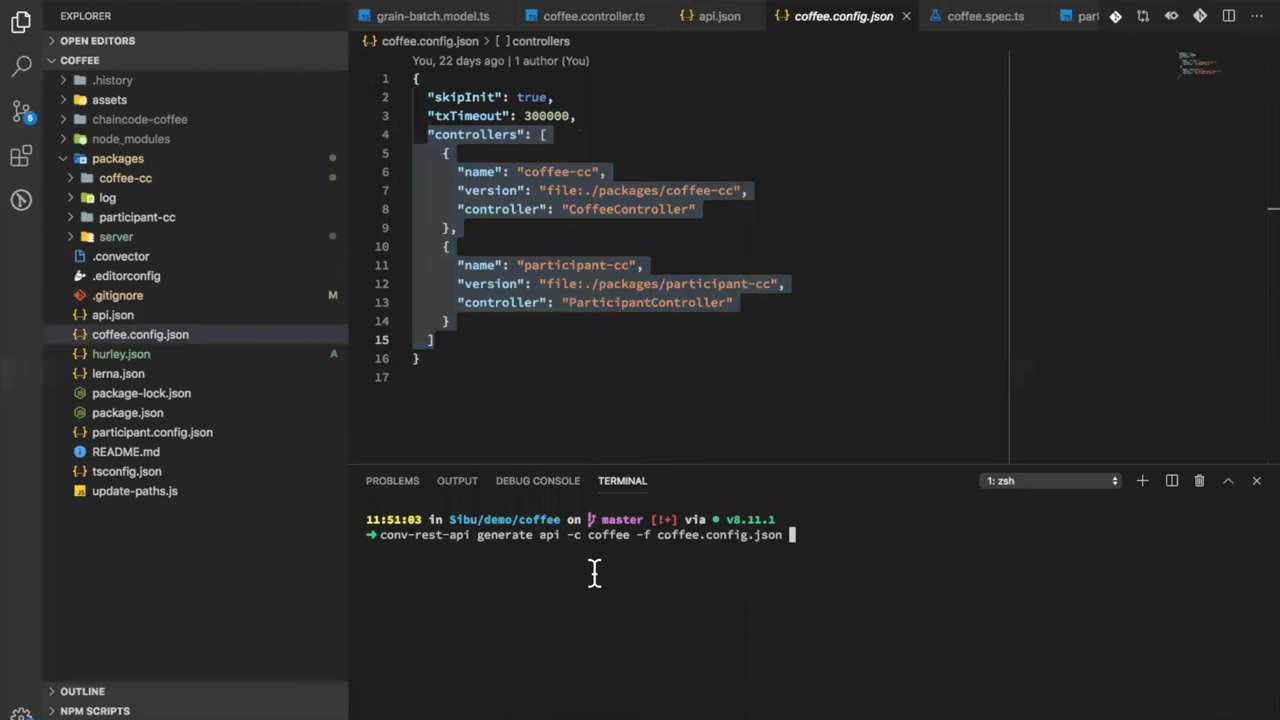 EXPLORER
OPEN EDITORS
COFFEE
.history
assets
chaincode-coffee
node_modules
packages
coffee-cc
log
participant-cc
server
.convector
.editorconfig
.gitignore M
api.json
coffee.config.json
hurley.json A
lerna.json
package-lock.json
package.json
participant.config.json
README.md
tsconfig.json
update-paths.js
OUTLINE
NPM SCRIPTS
5
grain-batch.model.ts coffee.controller.ts api.json coffee.config.json coffee.spec.ts part
coffee.config.json > [ ] controllers
You, 22 days ago | 1 author (You)
1 {
2 "skipInit": true,
3 "txTimeout": 300000,
4 "controllers": [
5 {
6 "name": "coffee-cc",
7 "version": "file:./packages/coffee-cc",
8 "controller": "CoffeeController"
9 },
10 {
11 "name": "participant-cc",
12 "version": "file:./packages/participant-cc",
13 "controller": "ParticipantController"
14 }
15 ]
16 }
17
PROBLEMS OUTPUT DEBUG CONSOLE TERMINAL 1: zsh
11:51:03 in Sibu/demo/coffee on master [!+] via v8.11.1
➜ conv-rest-api generate api -c coffee -f coffee.config.json